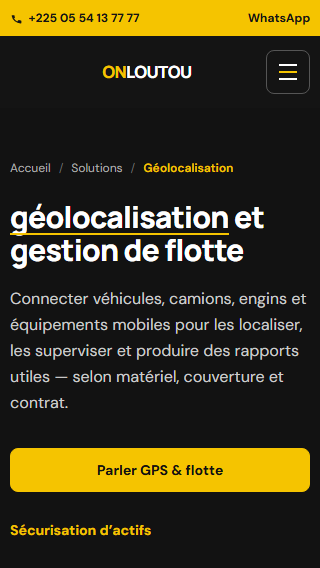 +225 05 54 13 77 77 WhatsApp
ONLOUTOU
Accueil / Solutions / Géolocalisation
géolocalisation et
gestion de flotte
Connecter véhicules, camions, engins et
équipements mobiles pour les localiser,
les superviser et produire des rapports
utiles — selon matériel, couverture et
contrat.
Parler GPS & flotte
Sécurisation d’actifs